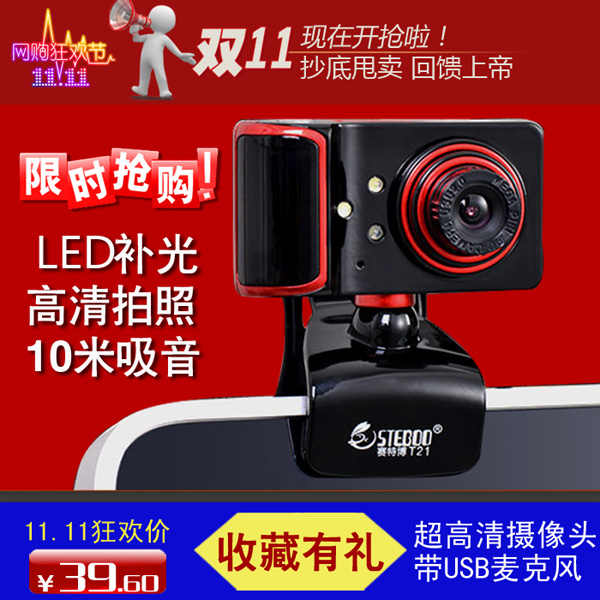 网购狂欢节
11.11
双11
现在开抢啦！
抄底甩卖 回馈上帝
限时抢购！
LED补光
高清拍照
10米吸音
STEBOO®
赛特博T21
11.11狂欢价
¥39.60
收藏有礼
超高清摄像头
带USB麦克风